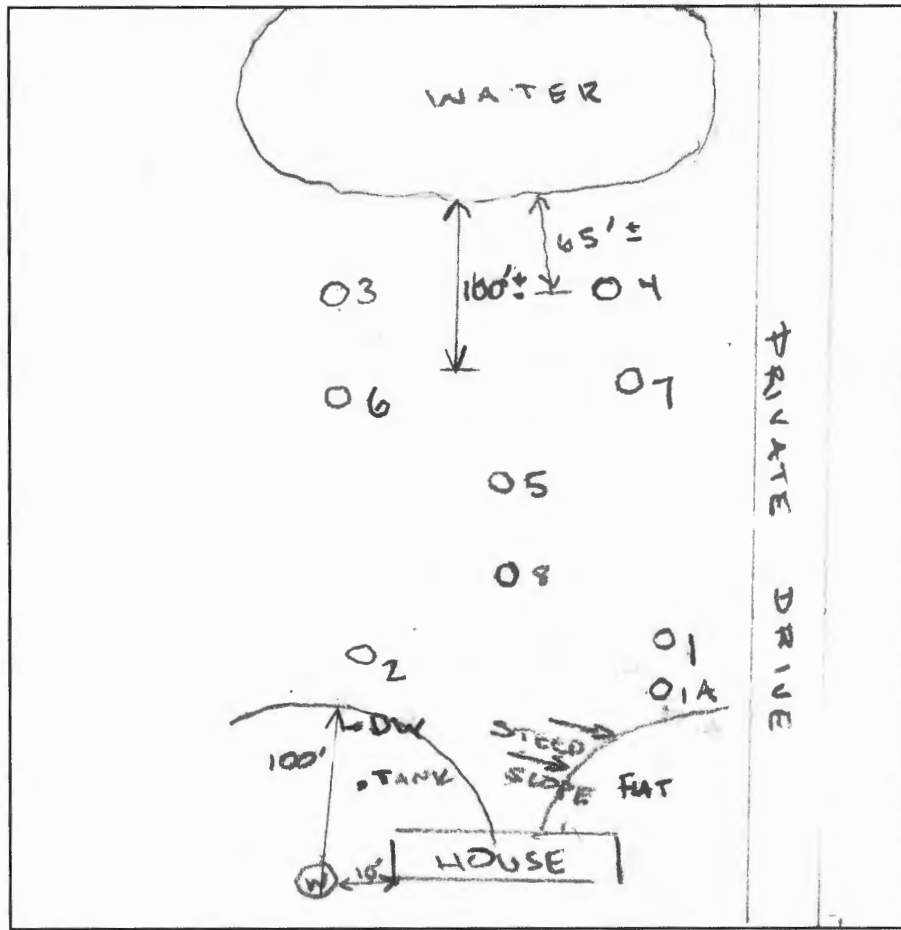 WATER
65'±
100'±
O3
O4
O6
O7
O5
O8
O2
O1
O1A
DW
STEEP
SLOPE
FLAT
100'
TANK
HOUSE
W
10'
PRIVATE DRIVE